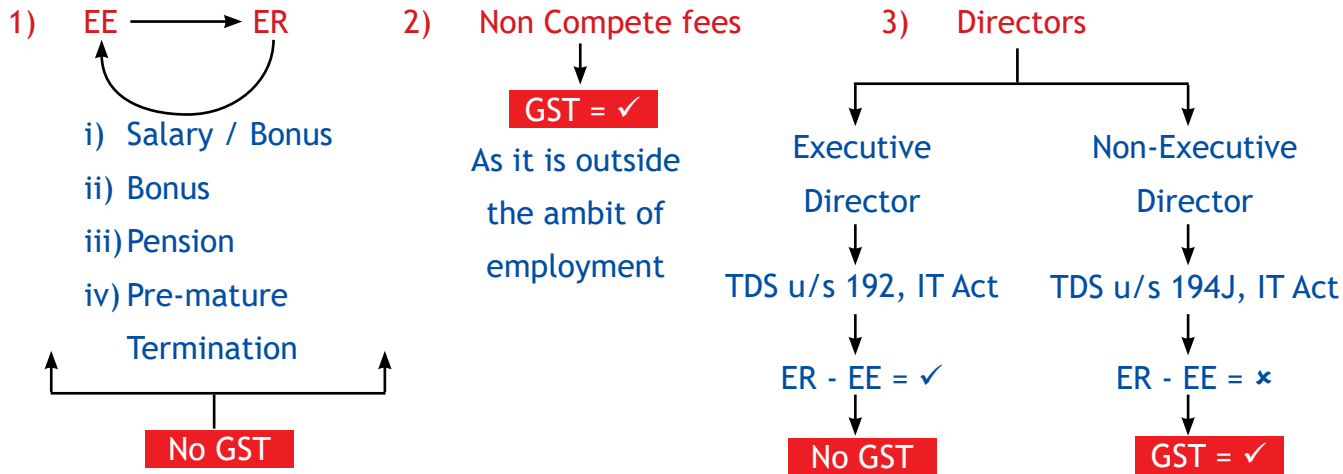 1) EE ER
i) Salary / Bonus
ii) Bonus
iii) Pension
iv) Pre-mature
Termination
No GST
2) Non Compete fees
GST = ✓
As it is outside
the ambit of
employment
3) Directors
Executive
Director
TDS u/s 192, IT Act
ER - EE = ✓
No GST
Non-Executive
Director
TDS u/s 194J, IT Act
ER - EE = ×
GST = ✓